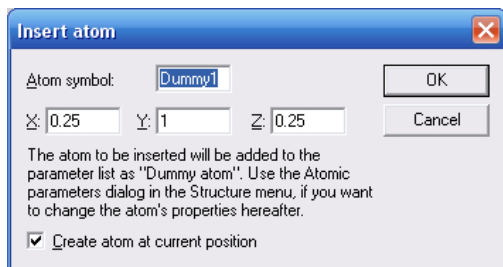 Insert atom
Atom symbol: Dummy1 OK
X: 0.25 Y: 1 Z: 0.25 Cancel
The atom to be inserted will be added to the
parameter list as "Dummy atom". Use the Atomic
parameters dialog in the Structure menu, if you want
to change the atom's properties hereafter.
Create atom at current position